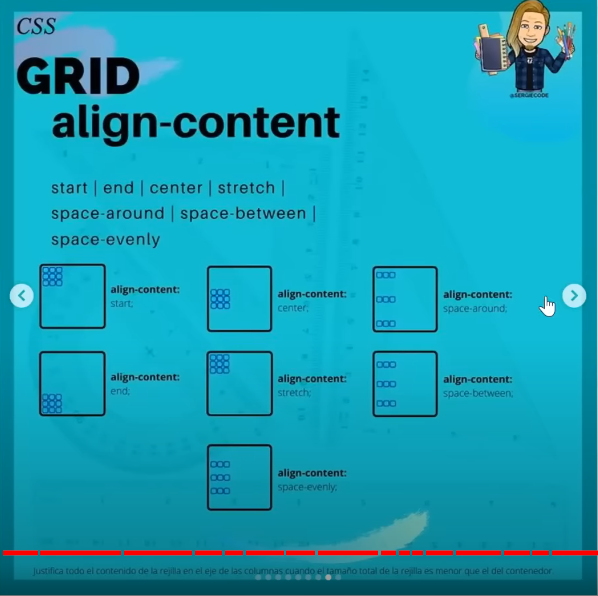 CSS
@SERGIECODE
GRID
align-content
start | end | center | stretch |
space-around | space-between |
space-evenly
align-content:
start;
align-content:
center;
align-content:
space-around;
align-content:
end;
align-content:
stretch;
align-content:
space-between;
align-content:
space-evenly;
Justifica todo el contenido de la rejilla en el eje de las columnas cuando el tamaño total de la rejilla es menor que el del contenedor